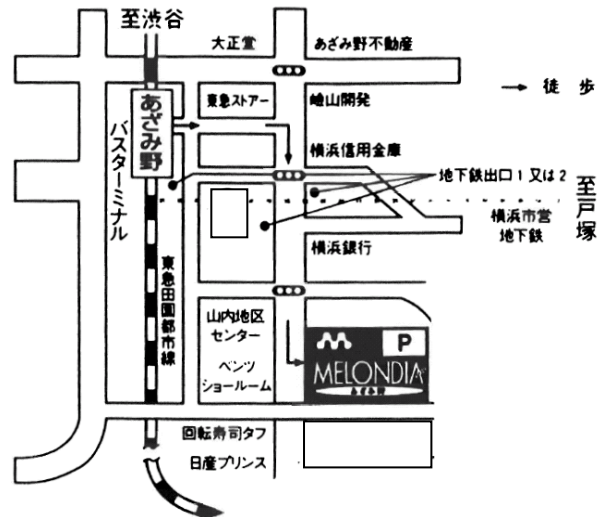 至渋谷
大正堂
あざみ野不動産
東急ストアー
嶮山開発
徒歩
あざみ野
バスターミナル
横浜信用金庫
地下鉄出口1又は2
至戸塚
横浜市営
地下鉄
横浜銀行
東急田園都市線
山内地区
センター
ベンツ
ショールーム
P
MELONDIA
あざみ野
回転寿司タフ
日産プリンス